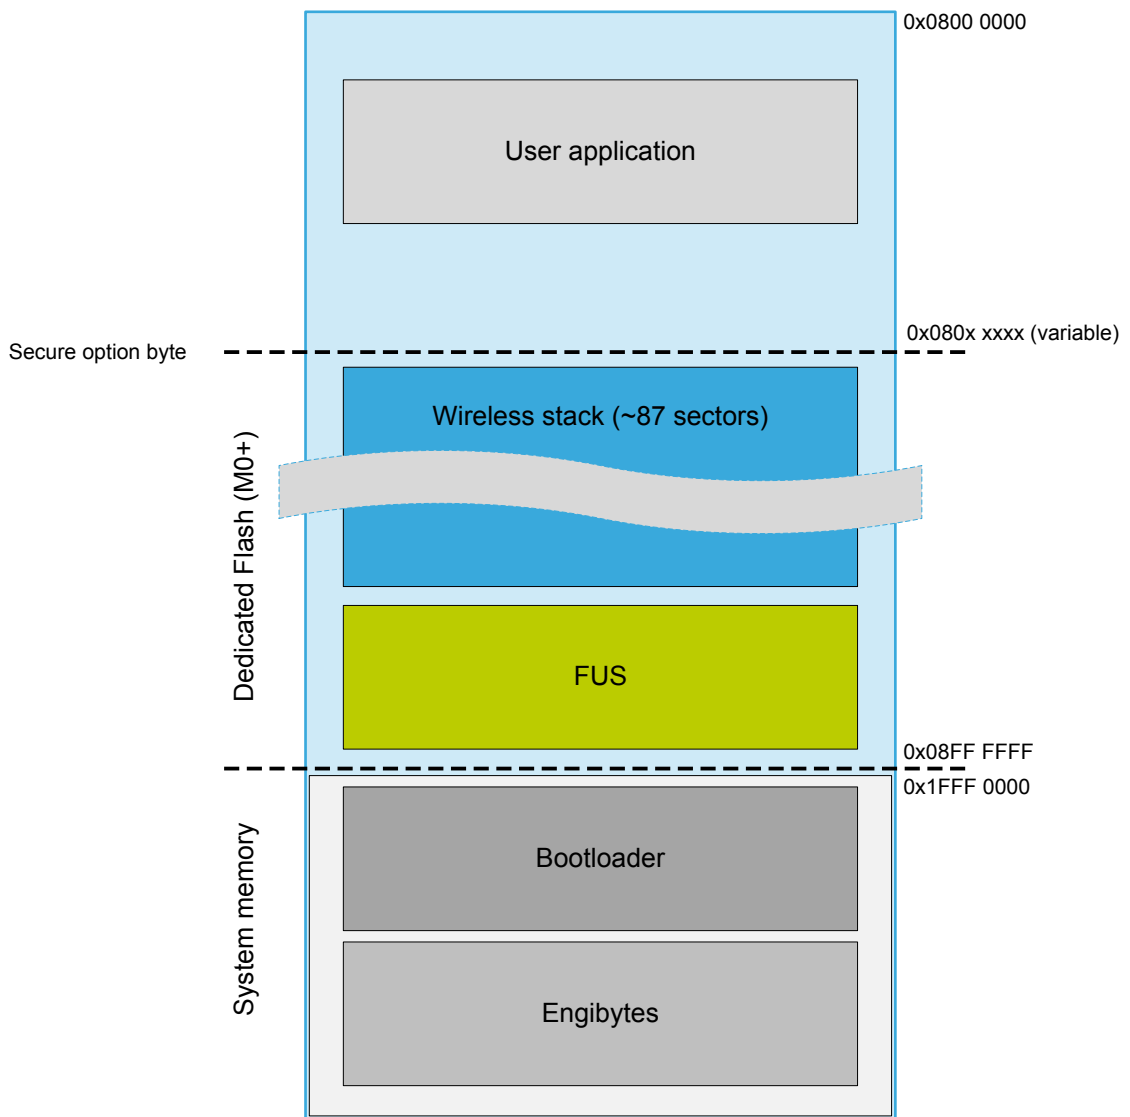 0x0800 0000
User application
0x080x xxxx (variable)
Secure option byte
Wireless stack (~87 sectors)
Dedicated Flash (M0+)
FUS
0x08FF FFFF
0x1FFF 0000
Bootloader
System memory
Engibytes